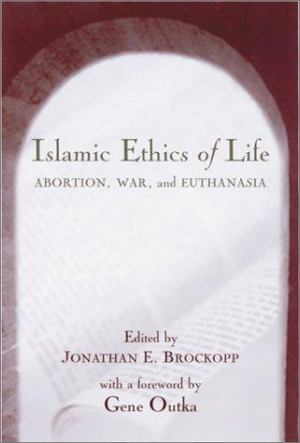 Islamic Ethics of Life
ABORTION, WAR, and EUTHANASIA
Edited by
JONATHAN E. BROCKOPP
with a foreword by
Gene Outka